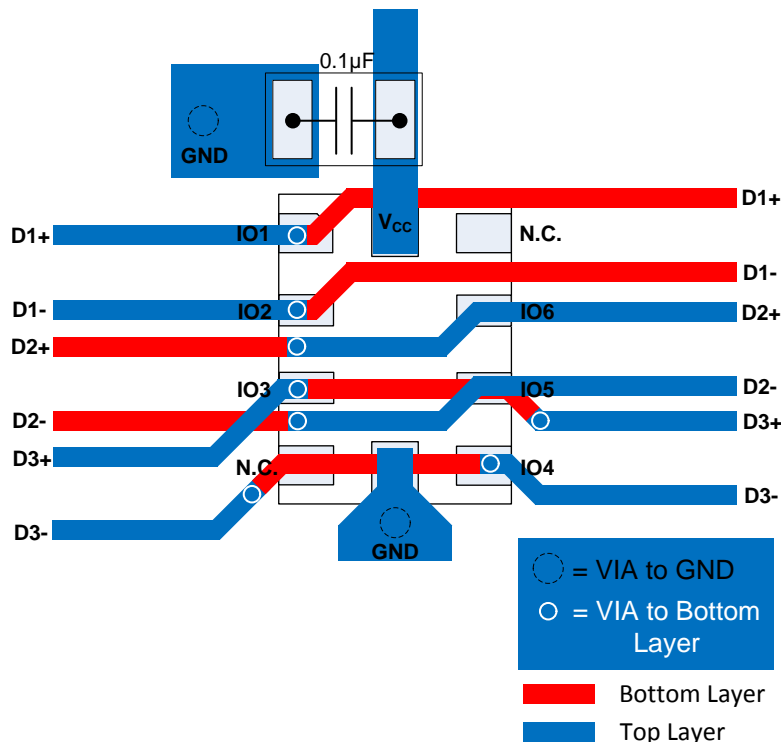 0.1µF
GND
D1+
D1+
IO1
VCC
N.C.
D1-
D1-
IO2
IO6
D2+
D2+
IO3
IO5
D2-
D2-
D3+
D3+
N.C.
IO4
D3-
D3-
GND
= VIA to GND
= VIA to Bottom
Layer
Bottom Layer
Top Layer